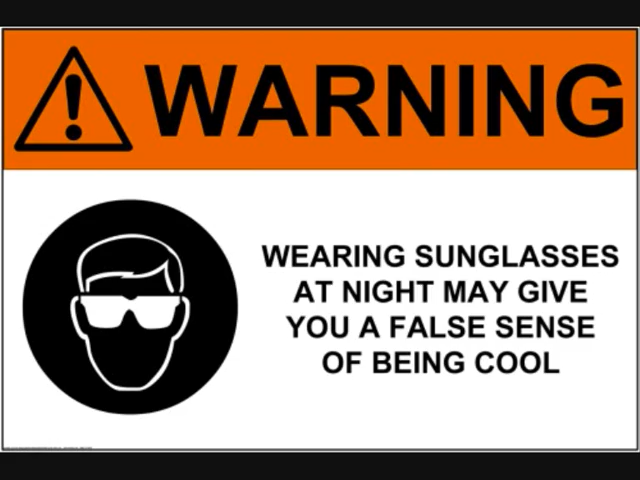 WARNING
WEARING SUNGLASSES
AT NIGHT MAY GIVE
YOU A FALSE SENSE
OF BEING COOL